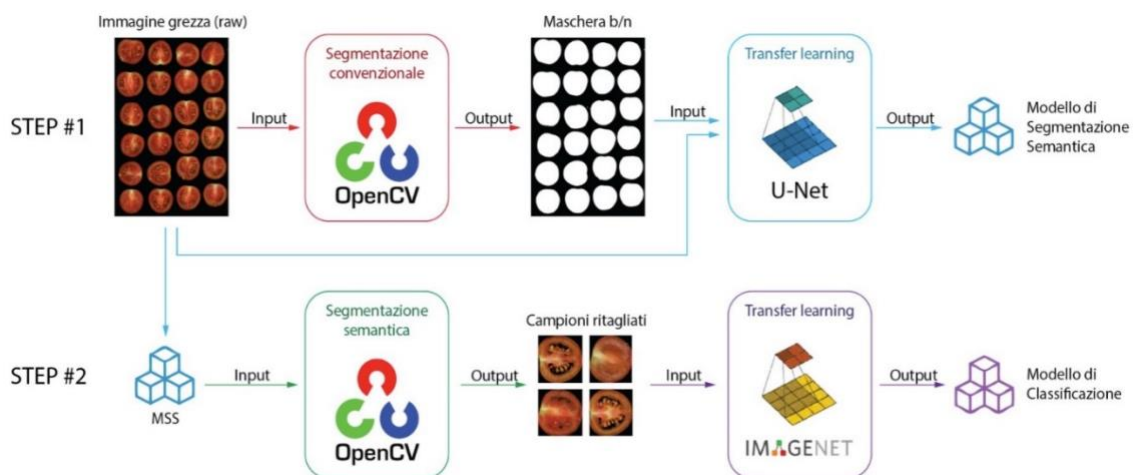 Immagine grezza (raw)
Maschera b/n
STEP #1
Input
Segmentazione
convenzionale
OpenCV
Output
Input
Transfer learning
U-Net
Output
Modello di
Segmentazione
Semantica
STEP #2
MSS
Input
Segmentazione
semantica
OpenCV
Output
Campioni ritagliati
Input
Transfer learning
IMAGENET
Output
Modello di
Classificazione